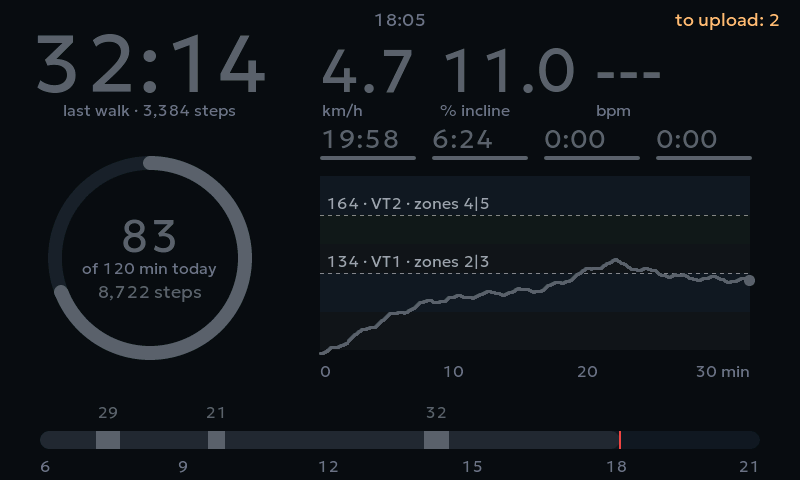 18:05
to upload: 2
32:14
4.7 11.0 ---
last walk · 3,384 steps
km/h % incline bpm
19:58 6:24 0:00 0:00
164 · VT2 · zones 4|5
134 · VT1 · zones 2|3
83
of 120 min today
8,722 steps
0 10 20 30 min
29 21 32
6 9 12 15 18 21